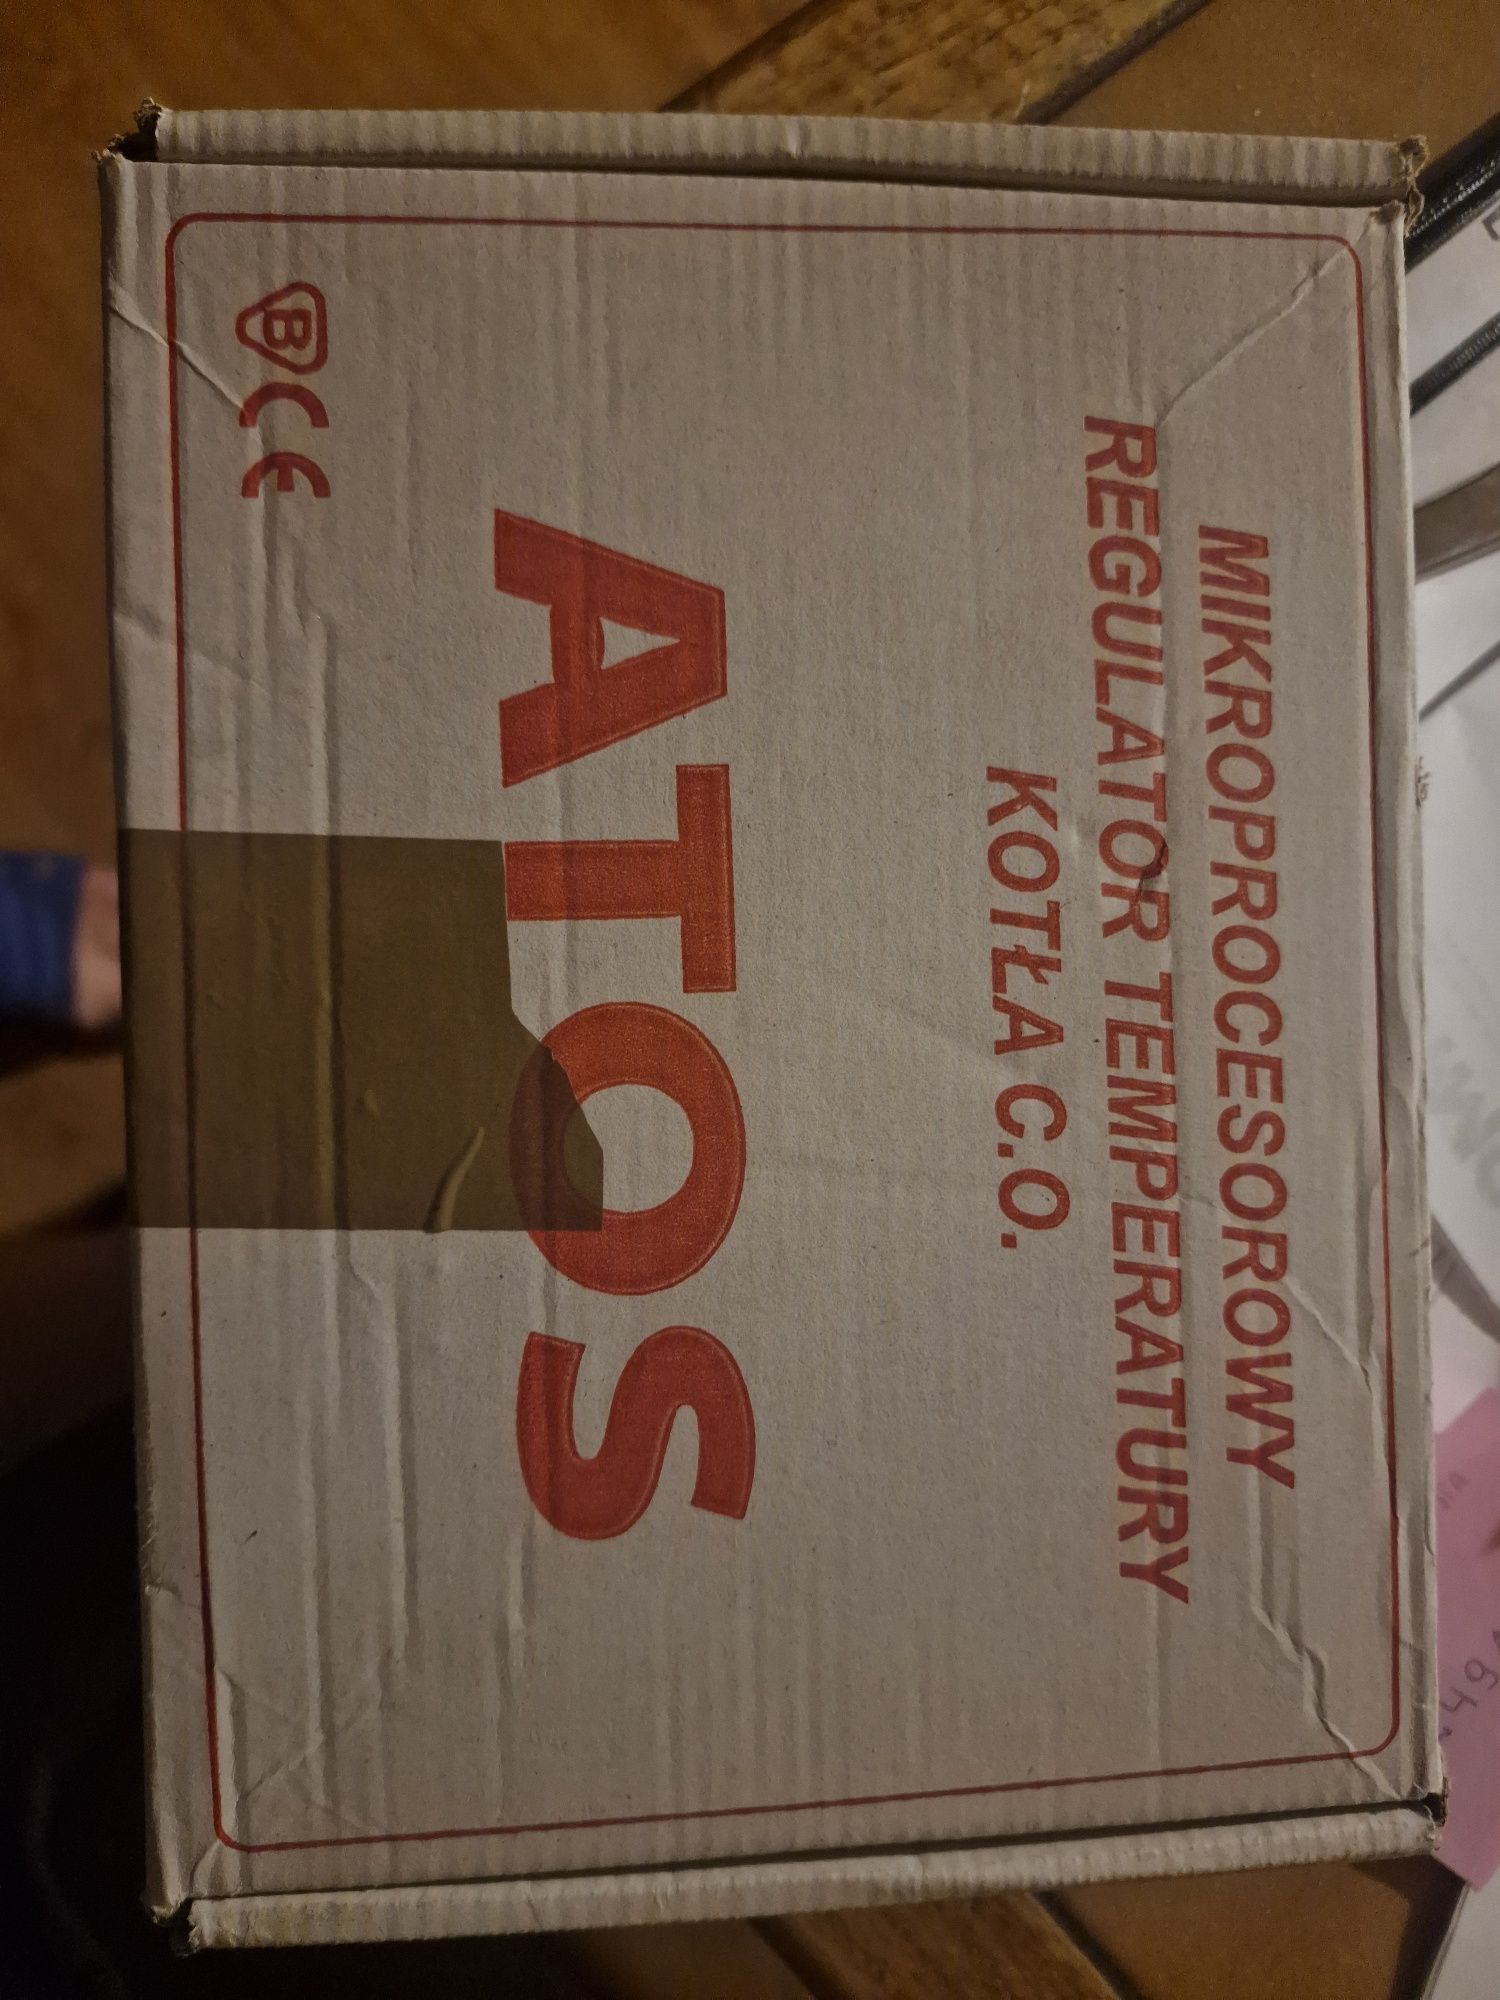 MIKROPROCESOROWY
REGULATOR TEMPERATURY
KOTŁA C.O.
ATOS
B CE